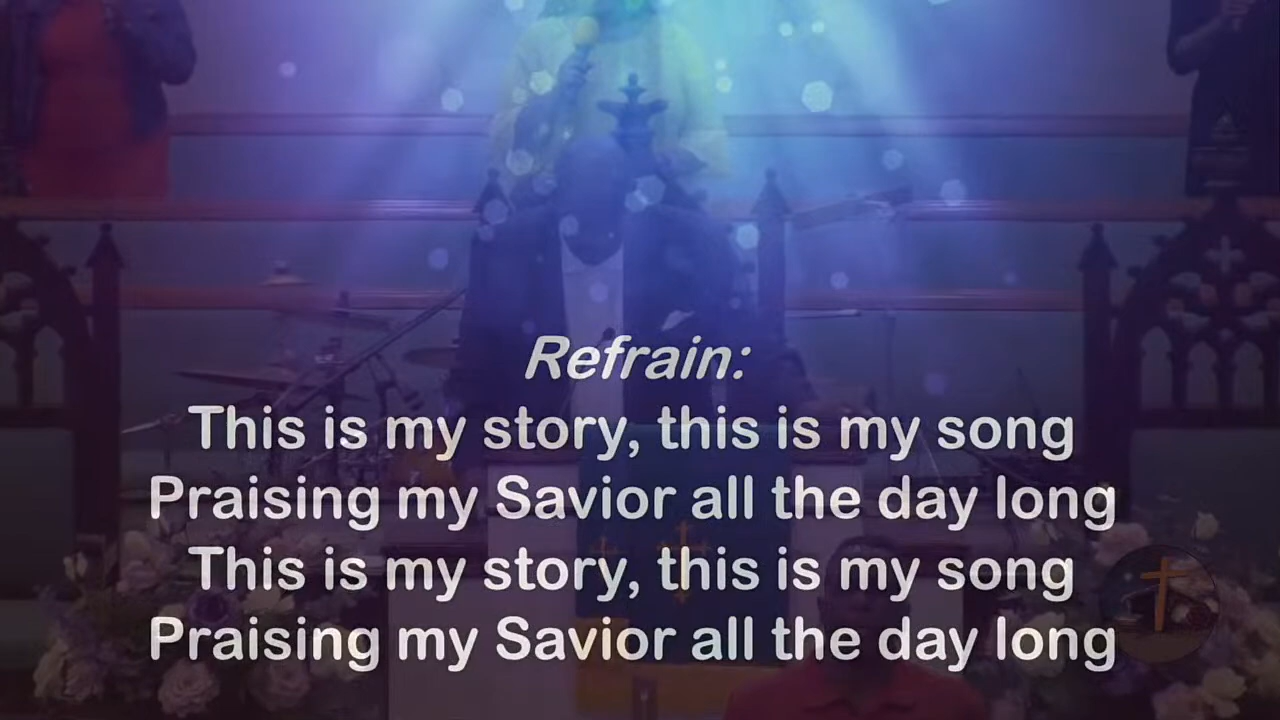 Refrain:
This is my story, this is my song
Praising my Savior all the day long
This is my story, this is my song
Praising my Savior all the day long